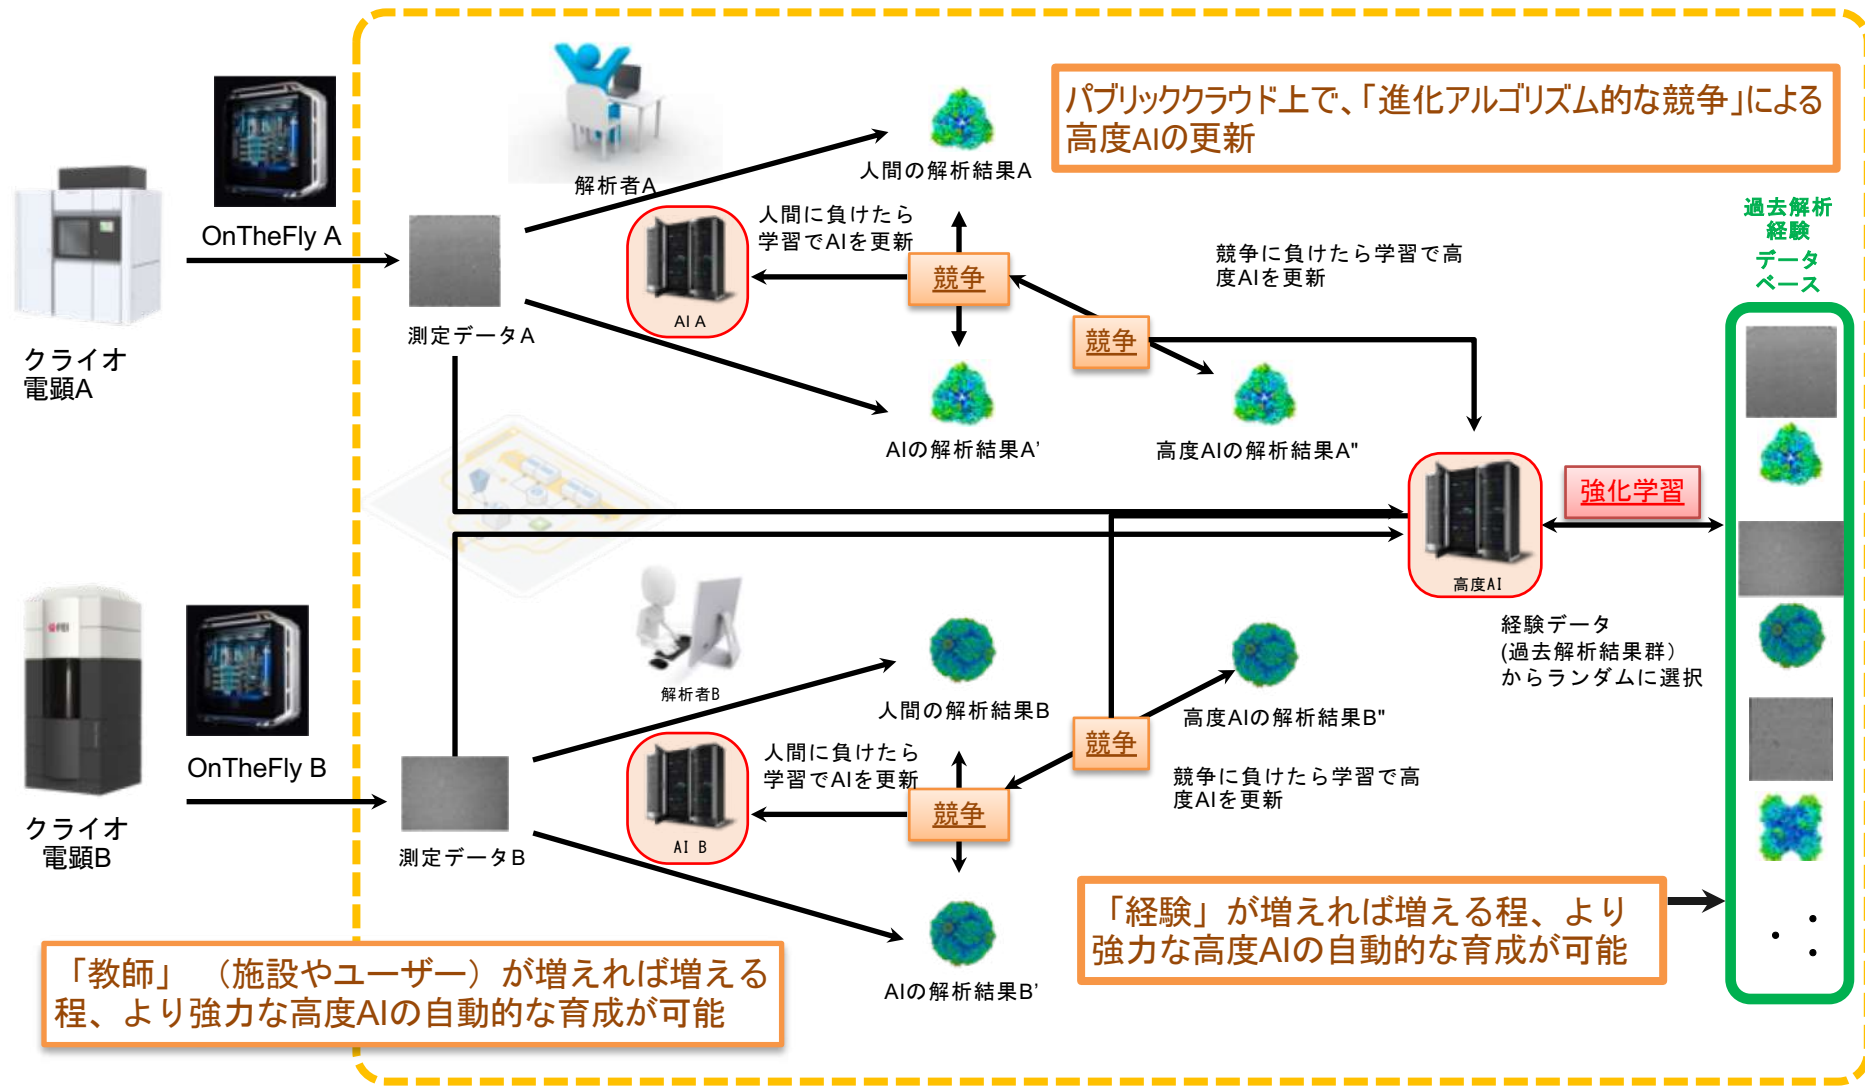 パブリッククラウド上で、「進化アルゴリズム的な競争」による
高度AIの更新
解析者A
人間の解析結果A
OnTheFly A
人間に負けたら
学習でAIを更新
競争
競争に負けたら学習で高
度AIを更新
過去解析
経験
データ
ベース
AI A
測定データA
競争
クライオ
電顕A
AIの解析結果A'
高度AIの解析結果A"
強化学習
高度AI
FEI
経験データ
(過去解析結果群）
からランダムに選択
解析者B
人間の解析結果B
高度AIの解析結果B"
OnTheFly B
人間に負けたら
学習でAIを更新
競争
競争に負けたら学習で高
度AIを更新
競争
AI B
測定データB
クライオ
電顕B
AIの解析結果B'
「経験」が増えれば増える程、より
強力な高度AIの自動的な育成が可能
「教師」（施設やユーザー）が増えれば増える
程、より強力な高度AIの自動的な育成が可能